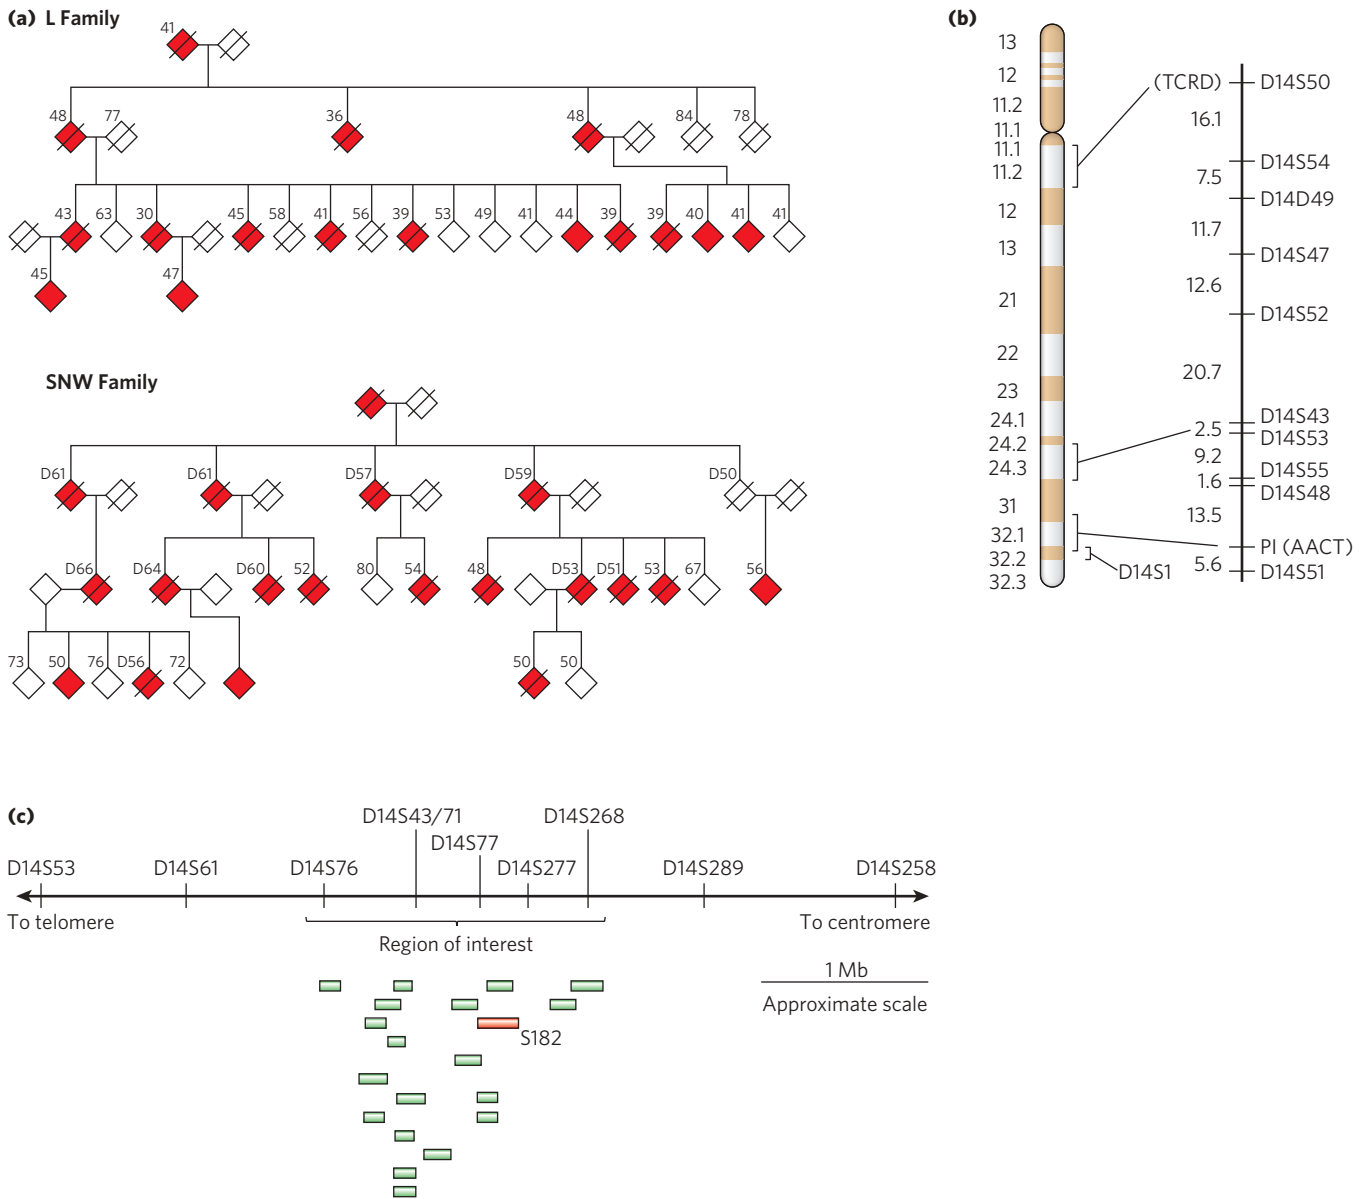 (a) L Family
41
48 77 36 48 84 78
43 63 30 45 58 41 56 39 53 49 41 44 39 39 40 41 41
45 47
SNW Family
D61 D61 D57 D59 D50
D66 D64 D60 52 80 54 48 D53 D51 53 67 56
73 50 76 D56 72 50 50
(b)
13
12
11.2
11.1
11.1
11.2
12
13
21
22
23
24.1
24.2
24.3
31
32.1
32.2
32.3
(TCRD) D14S50
16.1
D14S54
7.5
D14D49
11.7
D14S47
12.6
D14S52
20.7
D14S43
2.5
D14S53
9.2
D14S55
1.6
D14S48
13.5
PI (AACT)
5.6
D14S51
D14S1
(c)
D14S43/71 D14S268
D14S77
D14S53 D14S61 D14S76 D14S277 D14S289 D14S258
To telomere To centromere
Region of interest
1 Mb
Approximate scale
S182